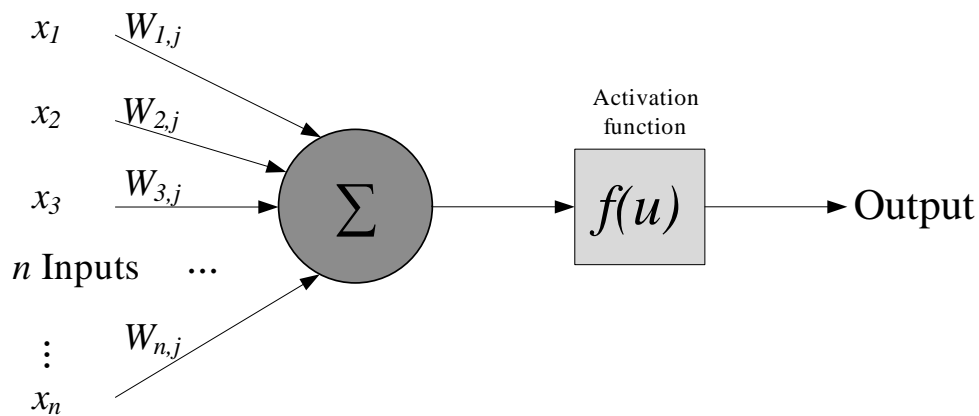 x1 W1,j
x2 W2,j
Activation
function
x3 W3,j
Σ
f(u)
Output
n Inputs ...
⋮ Wn,j
xn